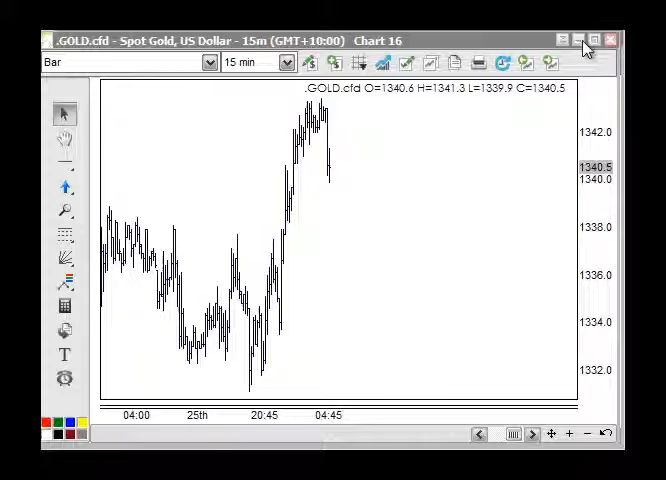 .GOLD.cfd - Spot Gold, US Dollar - 15m (GMT+10:00) Chart 16
Bar 15 min
.GOLD.cfd O=1340.6 H=1341.3 L=1339.9 C=1340.5
1342.0
1340.5
1340.0
1338.0
1336.0
1334.0
1332.0
T
04:00 25th 20:45 04:45